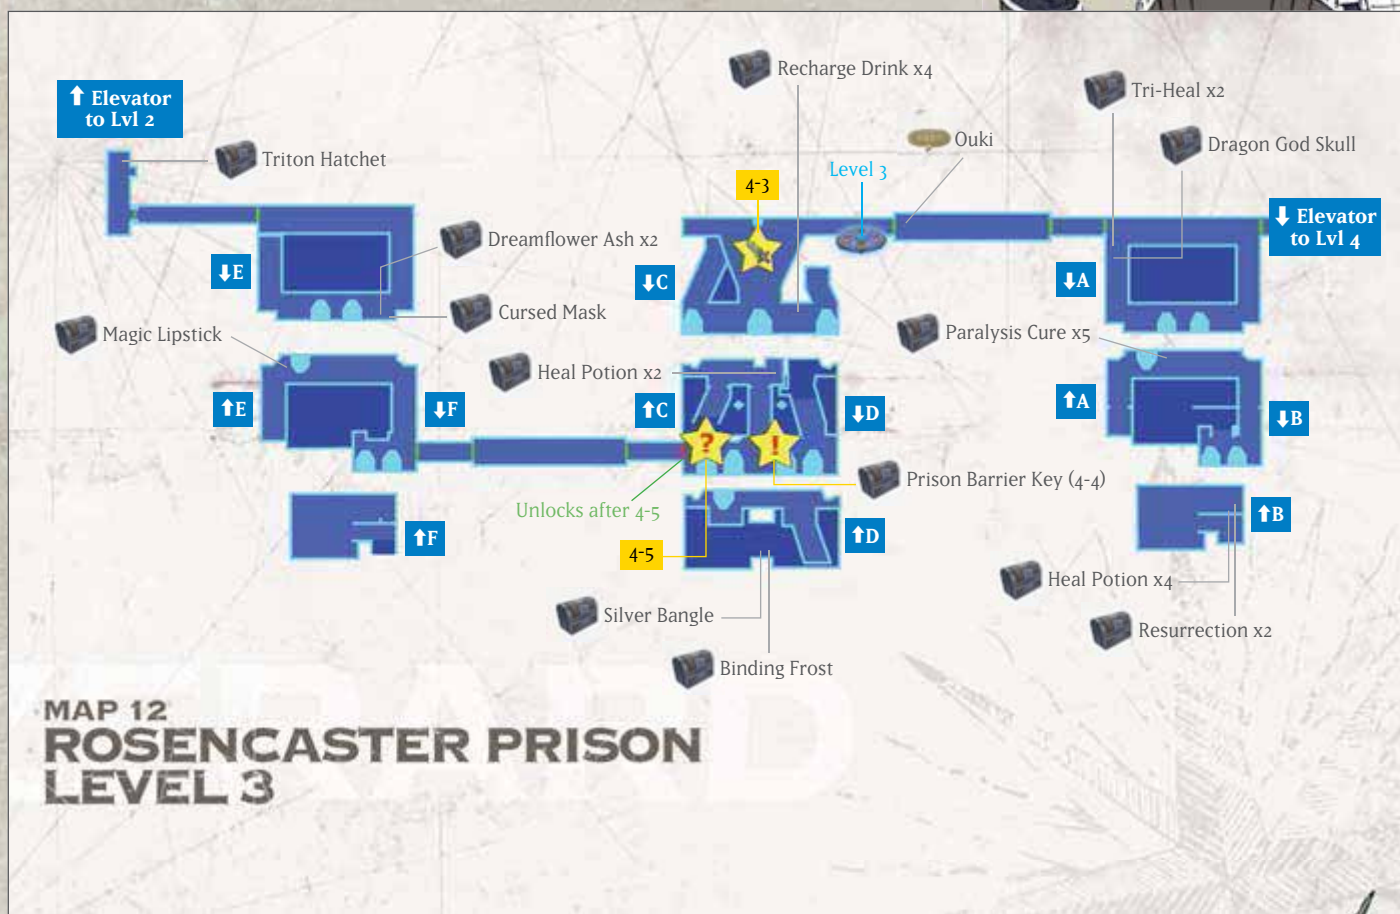 ⬆ Elevator
to Lvl 2
Triton Hatchet
Recharge Drink x4
Tri-Heal x2
Ouki
Dragon God Skull
Level 3
4-3
⬇ Elevator
to Lvl 4
Dreamflower Ash x2
⬇E
⬇C
⬇A
Cursed Mask
Magic Lipstick
Paralysis Cure x5
Heal Potion x2
⬆E
⬇F
⬆C
⬇D
⬆A
⬇B
?
!
Prison Barrier Key (4-4)
Unlocks after 4-5
⬆F
4-5
⬆D
⬆B
Heal Potion x4
Silver Bangle
Resurrection x2
Binding Frost
MAP 12
ROSENCASTER PRISON
LEVEL 3